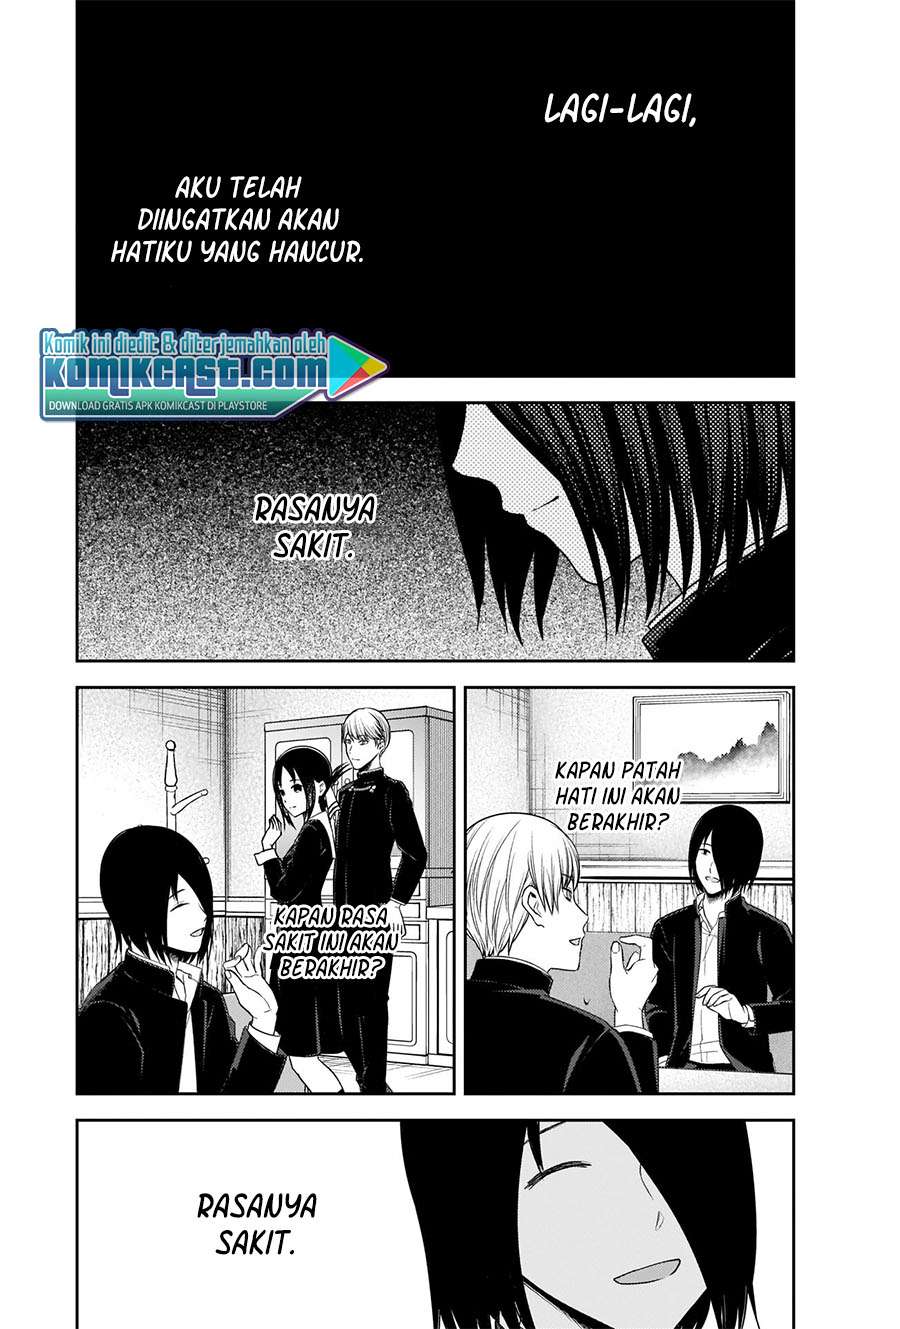 LAGI-LAGI,
AKU TELAH
DIINGATKAN AKAN
HATIKU YANG HANCUR.
Komik ini diedit & diterjemahkan oleh
KOMIKCAST.COM
DOWNLOAD GRATIS APK KOMIKCAST DI PLAYSTORE
RASANYA
SAKIT.
KAPAN PATAH
HATI INI AKAN
BERAKHIR?
KAPAN RASA
SAKIT INI AKAN
BERAKHIR?
RASANYA
SAKIT.